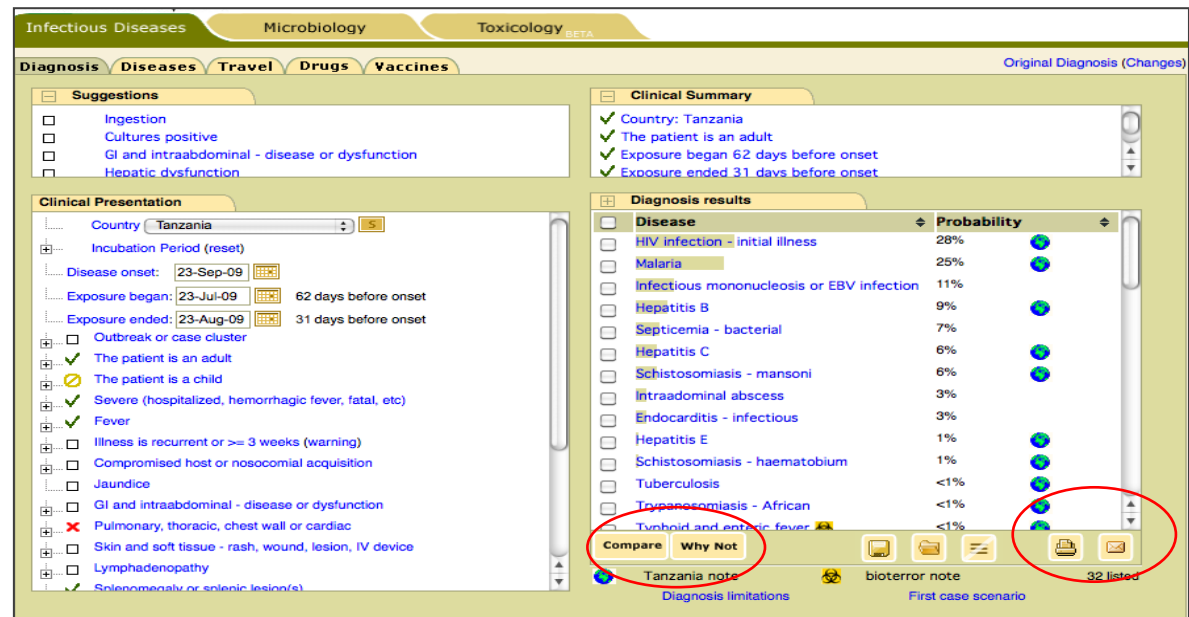 Infectious Diseases Microbiology Toxicology BETA
Diagnosis Diseases Travel Drugs Vaccines Original Diagnosis (Changes)
Suggestions
Ingestion
Cultures positive
GI and intraabdominal - disease or dysfunction
Hepatic dysfunction
Clinical Summary
Country: Tanzania
The patient is an adult
Exposure began 62 days before onset
Exposure ended 31 days before onset
Clinical Presentation
Country Tanzania S
Incubation Period (reset)
Disease onset: 23-Sep-09
Exposure began: 23-Jul-09 62 days before onset
Exposure ended: 23-Aug-09 31 days before onset
Outbreak or case cluster
The patient is an adult
The patient is a child
Severe (hospitalized, hemorrhagic fever, fatal, etc)
Fever
Illness is recurrent or >= 3 weeks (warning)
Compromised host or nosocomial acquisition
Jaundice
GI and intraabdominal - disease or dysfunction
Pulmonary, thoracic, chest wall or cardiac
Skin and soft tissue - rash, wound, lesion, IV device
Lymphadenopathy
Splenomegaly or splenic lesion(s)
Diagnosis results
Disease Probability
HIV infection - initial illness 28%
Malaria 25%
Infectious mononucleosis or EBV infection 11%
Hepatitis B 9%
Septicemia - bacterial 7%
Hepatitis C 6%
Schistosomiasis - mansoni 6%
Intraadominal abscess 3%
Endocarditis - infectious 3%
Hepatitis E 1%
Schistosomiasis - haematobium 1%
Tuberculosis <1%
Trypanosomiasis - African <1%
Typhoid and enteric fever <1%
Compare Why Not
Tanzania note bioterror note 32 listed
Diagnosis limitations First case scenario